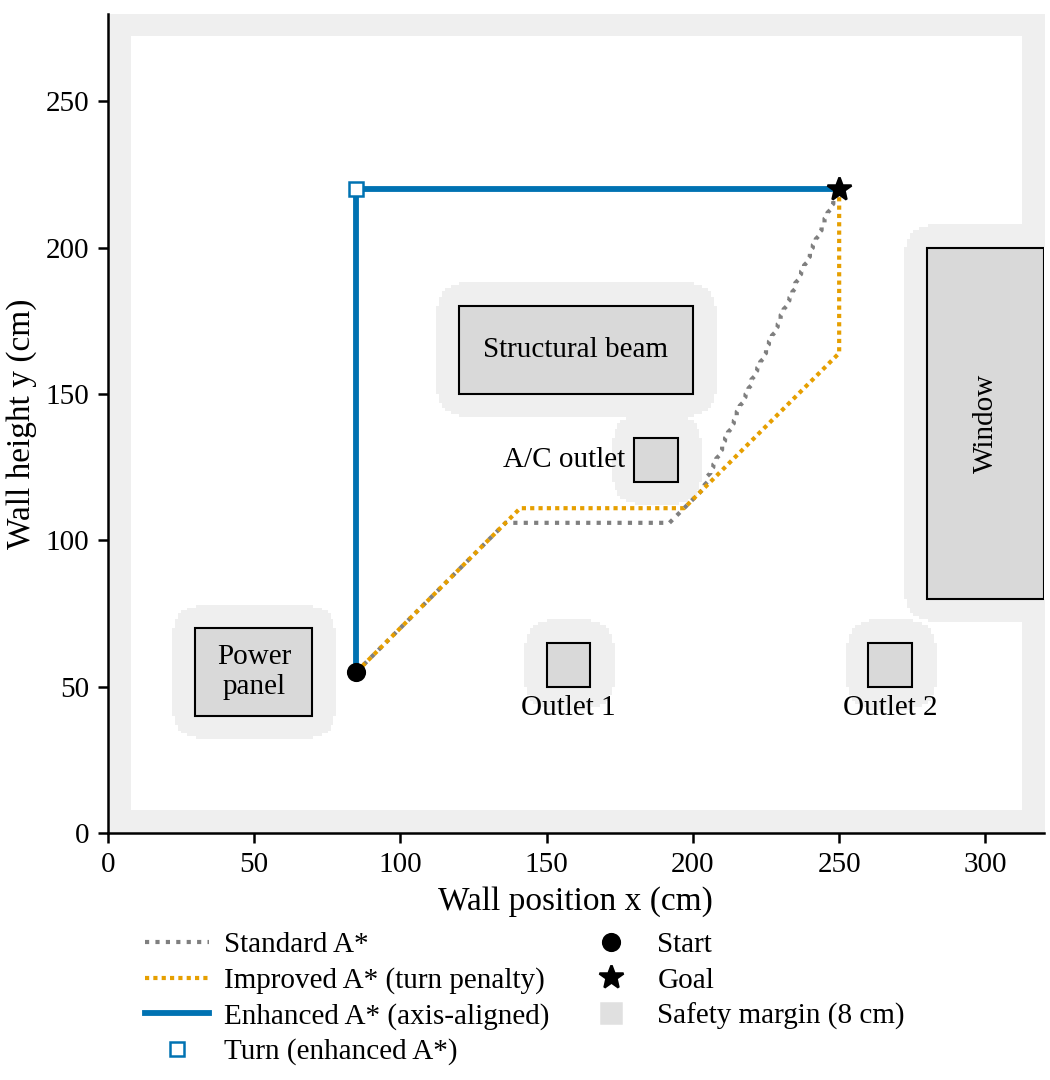 250
200
150
100
50
0
Wall height y (cm)
Structural beam
A/C outlet
Window
Power
panel
Outlet 1
Outlet 2
0 50 100 150 200 250 300
Wall position x (cm)
Standard A*
Improved A* (turn penalty)
Enhanced A* (axis-aligned)
Turn (enhanced A*)
Start
Goal
Safety margin (8 cm)